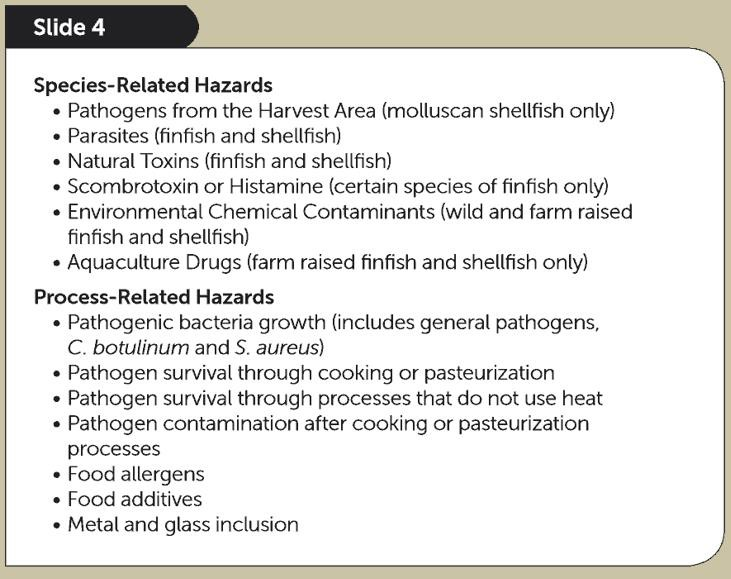 Slide 4
Species-Related Hazards
• Pathogens from the Harvest Area (molluscan shellfish only)
• Parasites (finfish and shellfish)
• Natural Toxins (finfish and shellfish)
• Scombrotoxin or Histamine (certain species of finfish only)
• Environmental Chemical Contaminants (wild and farm raised
finfish and shellfish)
• Aquaculture Drugs (farm raised finfish and shellfish only)
Process-Related Hazards
• Pathogenic bacteria growth (includes general pathogens,
C. botulinum and S. aureus)
• Pathogen survival through cooking or pasteurization
• Pathogen survival through processes that do not use heat
• Pathogen contamination after cooking or pasteurization
processes
• Food allergens
• Food additives
• Metal and glass inclusion